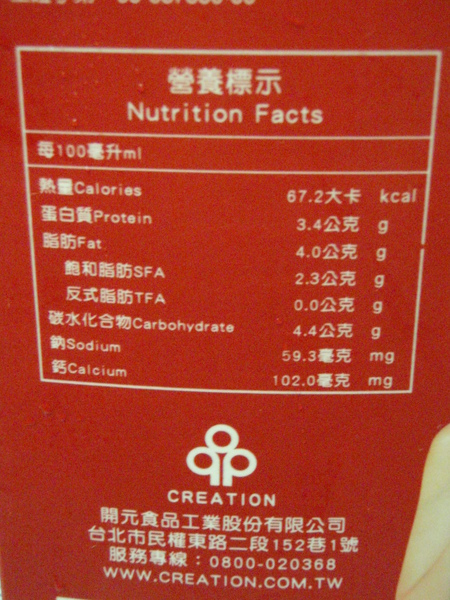 營養標示
Nutrition Facts
每100毫升ml
熱量Calories 67.2大卡 kcal
蛋白質Protein 3.4公克 g
脂肪Fat 4.0公克 g
飽和脂肪SFA 2.3公克 g
反式脂肪TFA 0.0公克 g
碳水化合物Carbohydrate 4.4公克 g
鈉Sodium 59.3毫克 mg
鈣Calcium 102.0毫克 mg
CREATION
開元食品工業股份有限公司
台北市民權東路二段152巷1號
服務專線：0800-020368
WWW.CREATION.COM.TW